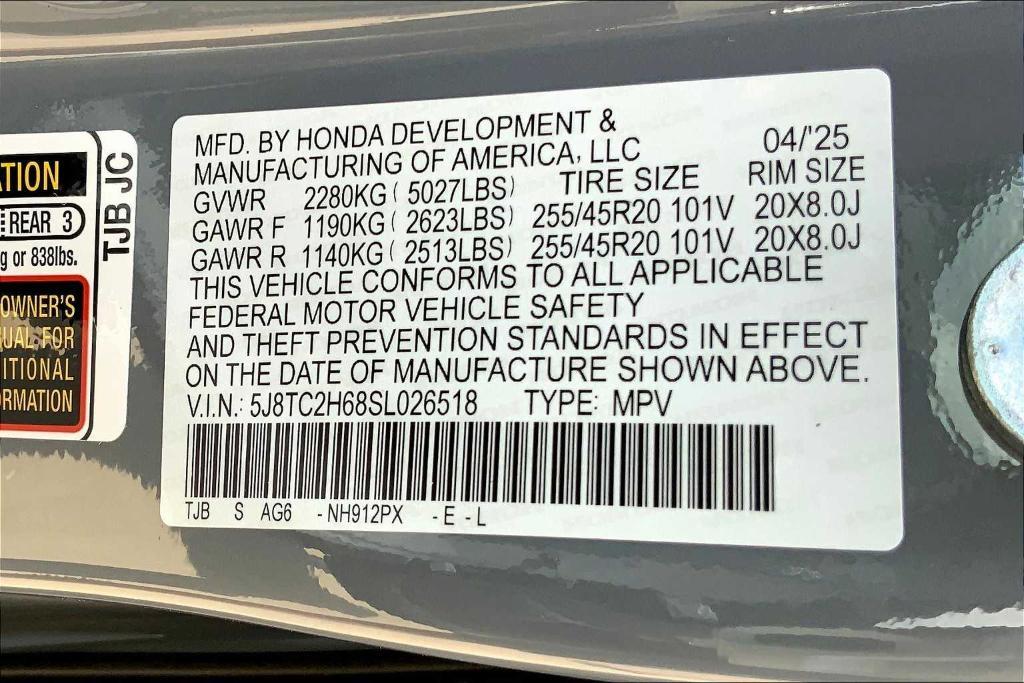 MFD. BY HONDA DEVELOPMENT &
MANUFACTURING OF AMERICA, LLC 04/'25
GVWR 2280KG ( 5027LBS) TIRE SIZE RIM SIZE
GAWR F 1190KG ( 2623LBS) 255/45R20 101V 20X8.0J
GAWR R 1140KG ( 2513LBS) 255/45R20 101V 20X8.0J
THIS VEHICLE CONFORMS TO ALL APPLICABLE
FEDERAL MOTOR VEHICLE SAFETY
AND THEFT PREVENTION STANDARDS IN EFFECT
ON THE DATE OF MANUFACTURE SHOWN ABOVE.
V.I.N.: 5J8TC2H68SL026518 TYPE: MPV
TJB S AG6 -NH912PX -E -L
TION
REAR 3
g or 838lbs.
OWNER'S
UAL FOR
ITIONAL
RMATION
TJB JC